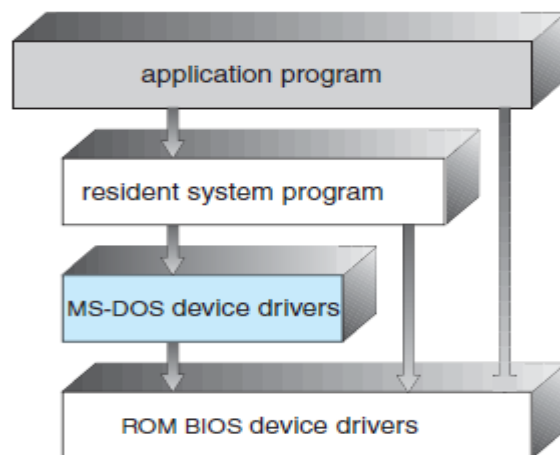 application program
resident system program
MS-DOS device drivers
ROM BIOS device drivers